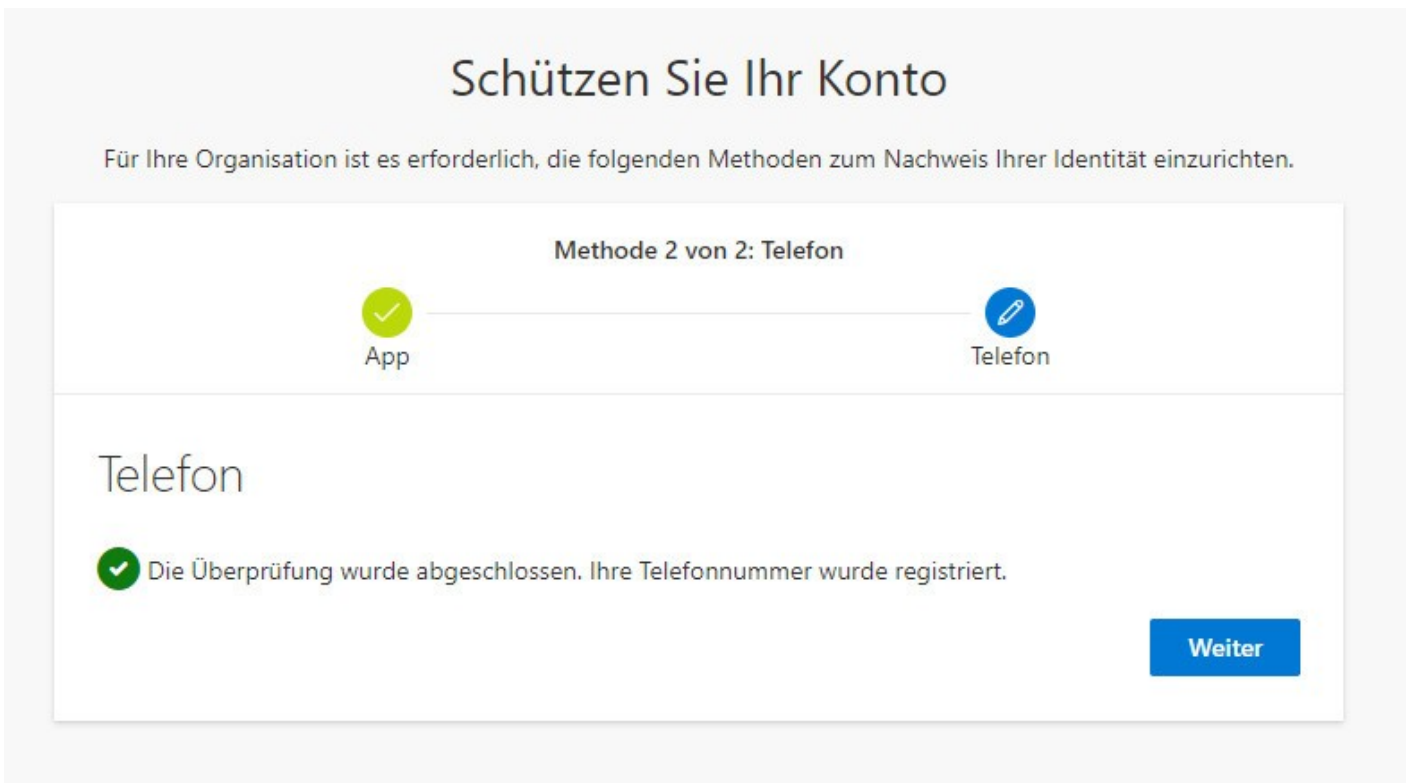 Schützen Sie Ihr Konto
Für Ihre Organisation ist es erforderlich, die folgenden Methoden zum Nachweis Ihrer Identität einzurichten.
Methode 2 von 2: Telefon
App
Telefon
Telefon
Die Überprüfung wurde abgeschlossen. Ihre Telefonnummer wurde registriert.
Weiter